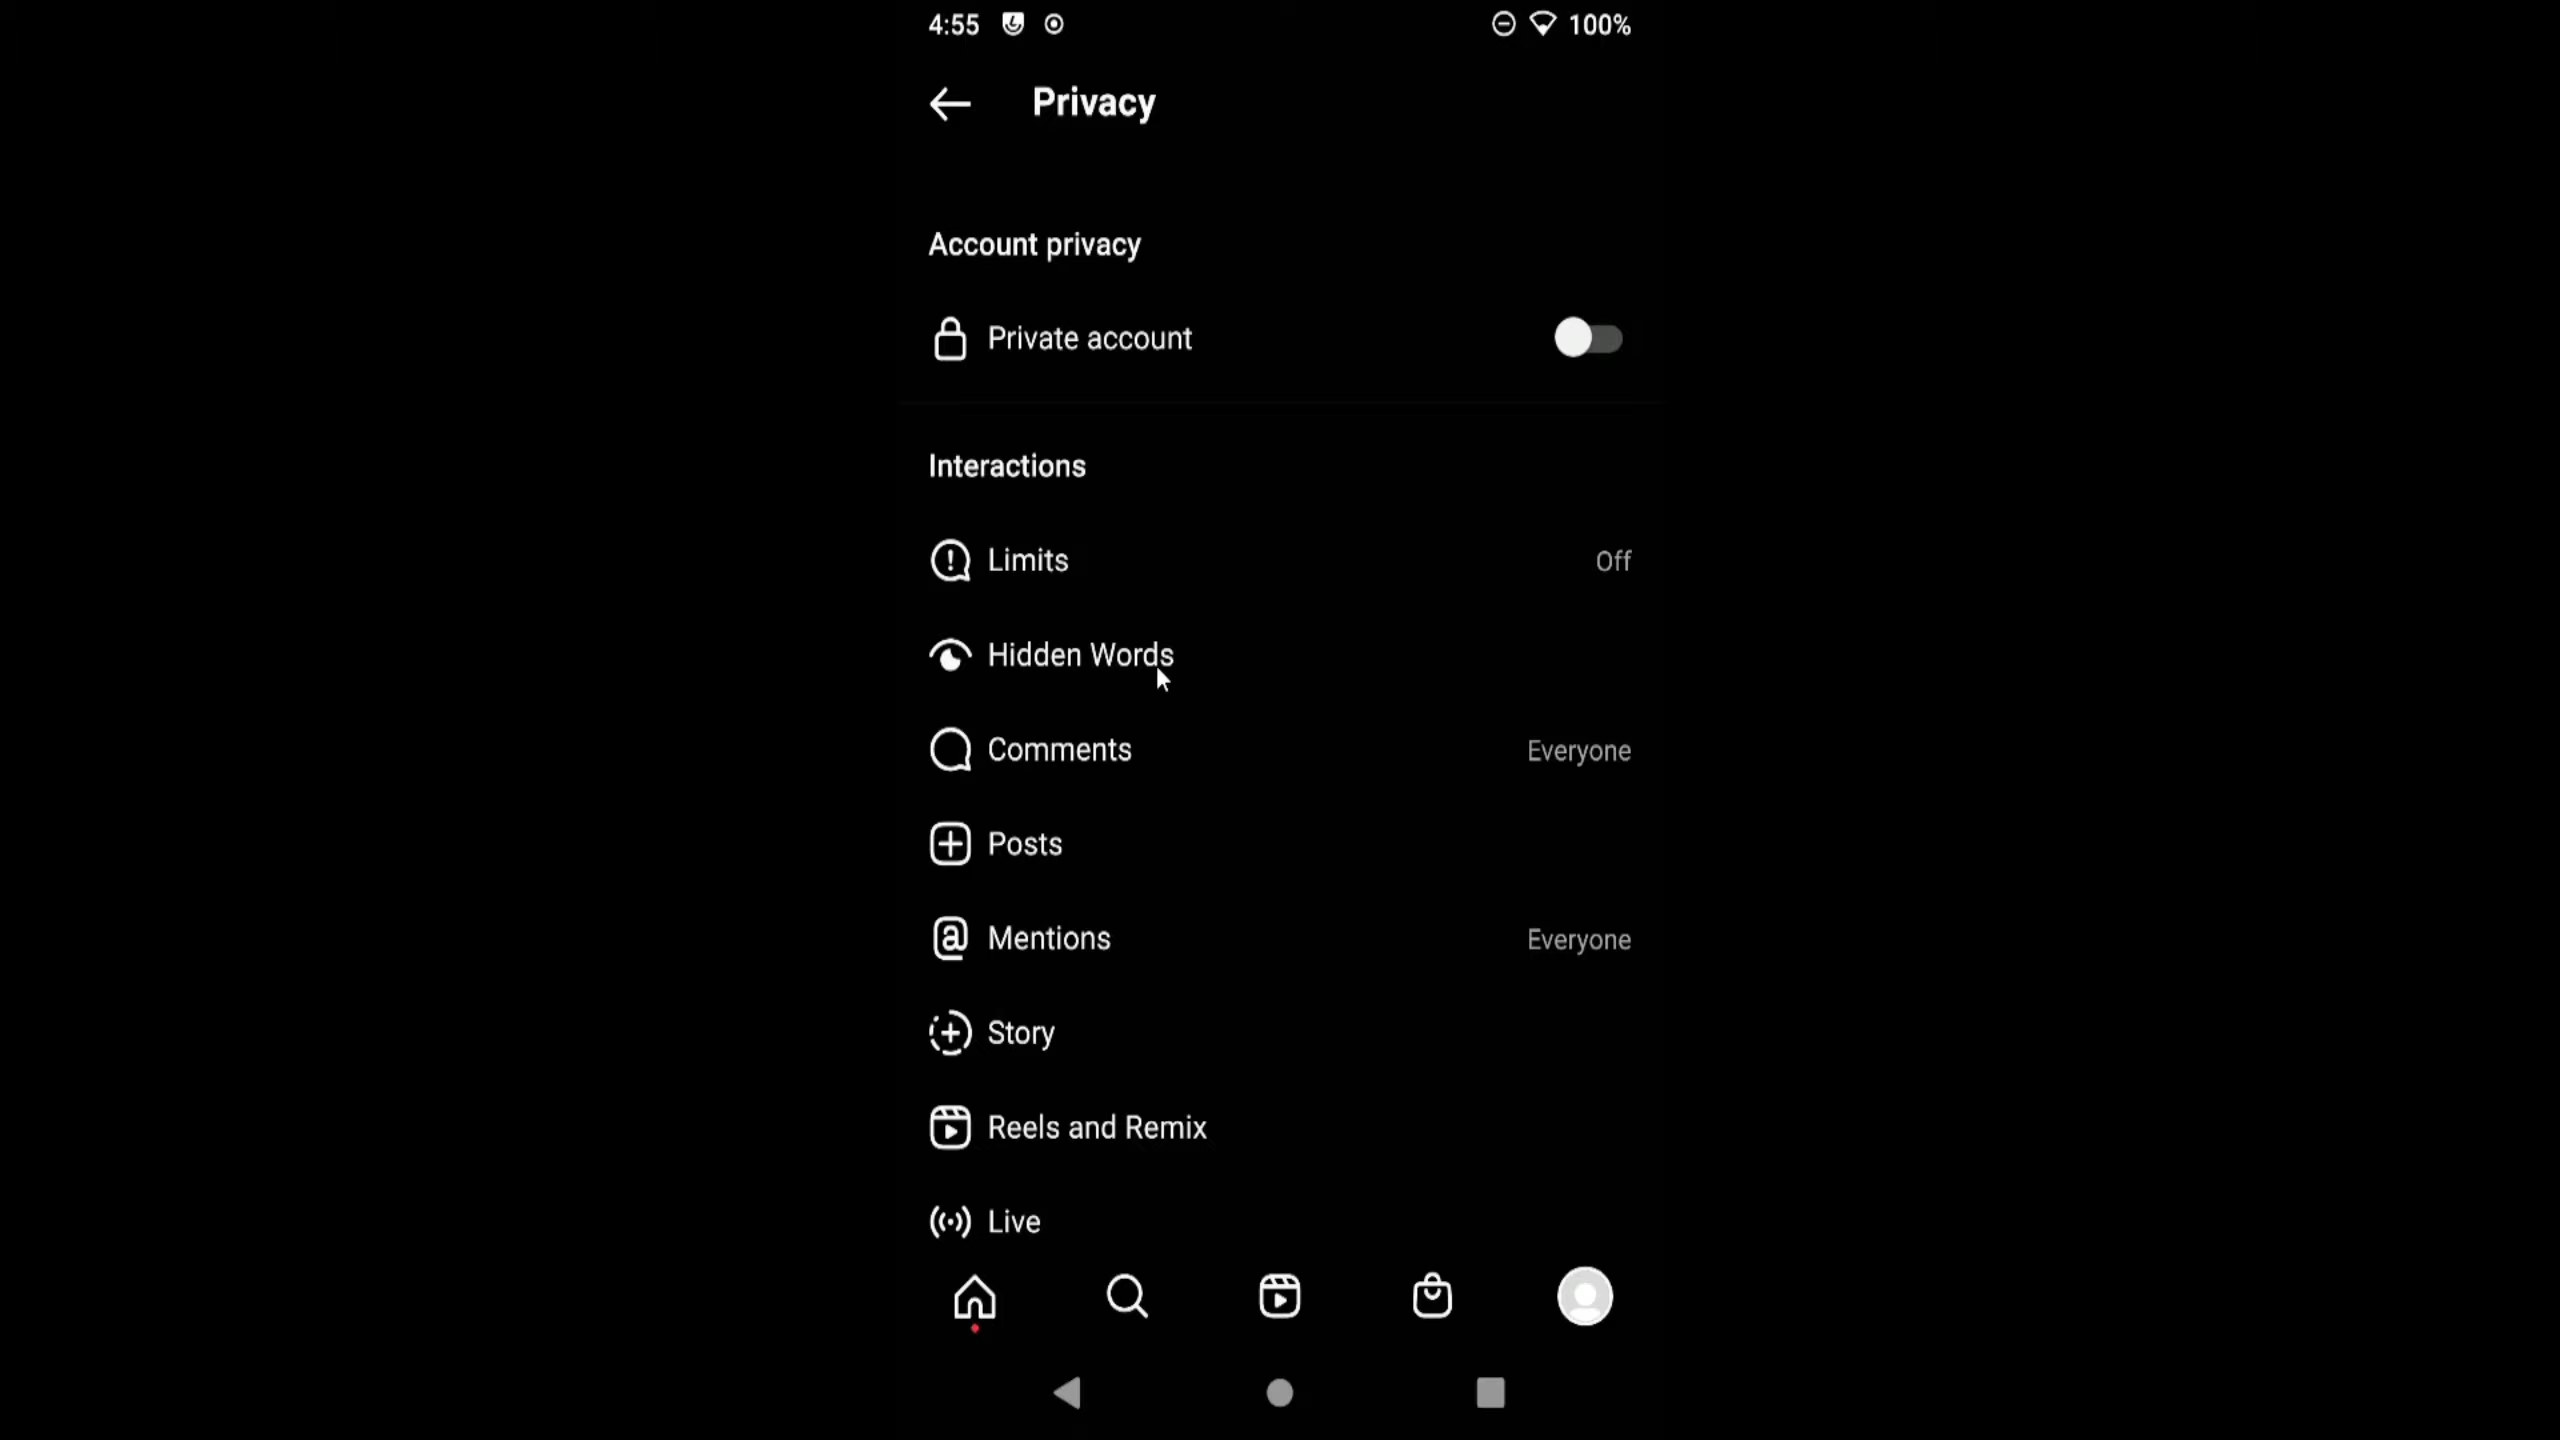 4:55 100%
Privacy
Account privacy
Private account
Interactions
Limits Off
Hidden Words
Comments Everyone
Posts
Mentions Everyone
Story
Reels and Remix
Live